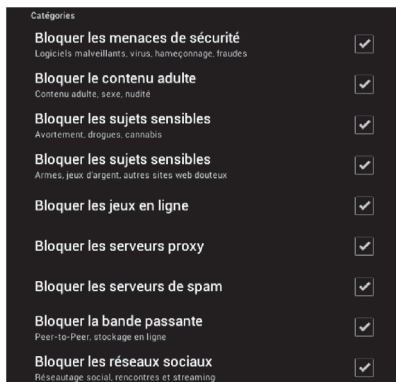 Catégories
Bloquer les menaces de sécurité
Logiciels malveillants, virus, hameçonnage, fraudes
Bloquer le contenu adulte
Contenu adulte, sexe, nudité
Bloquer les sujets sensibles
Avortement, drogues, cannabis
Bloquer les sujets sensibles
Armes, jeux d'argent, autres sites web douteux
Bloquer les jeux en ligne
Bloquer les serveurs proxy
Bloquer les serveurs de spam
Bloquer la bande passante
Peer-to-Peer, stockage en ligne
Bloquer les réseaux sociaux
Réseautage social, rencontres et streaming